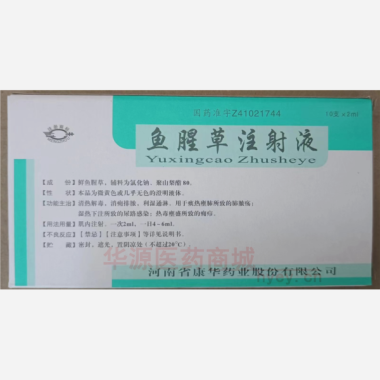 国药准字Z41021744
10支×2ml
鱼腥草注射液
Yuxingcao Zhusheye
【成 份】鲜鱼腥草。辅料为氯化钠、聚山梨酯80。
【性 状】本品为微黄色或几乎无色的澄明液体。
【功能主治】清热解毒，消痈排脓，利湿通淋。用于痰热壅肺所致的肺脓疡；
湿热下注所致的尿路感染；热毒壅盛所致的痈疖。
【用法用量】肌内注射，一次2ml，一日4～6ml。
【不良反应】【禁忌】【注意事项】等详见说明书。
【贮 藏】密封，避光，置阴凉处（不超过20℃）
河南省康华药业股份有限公司
华源医药商城